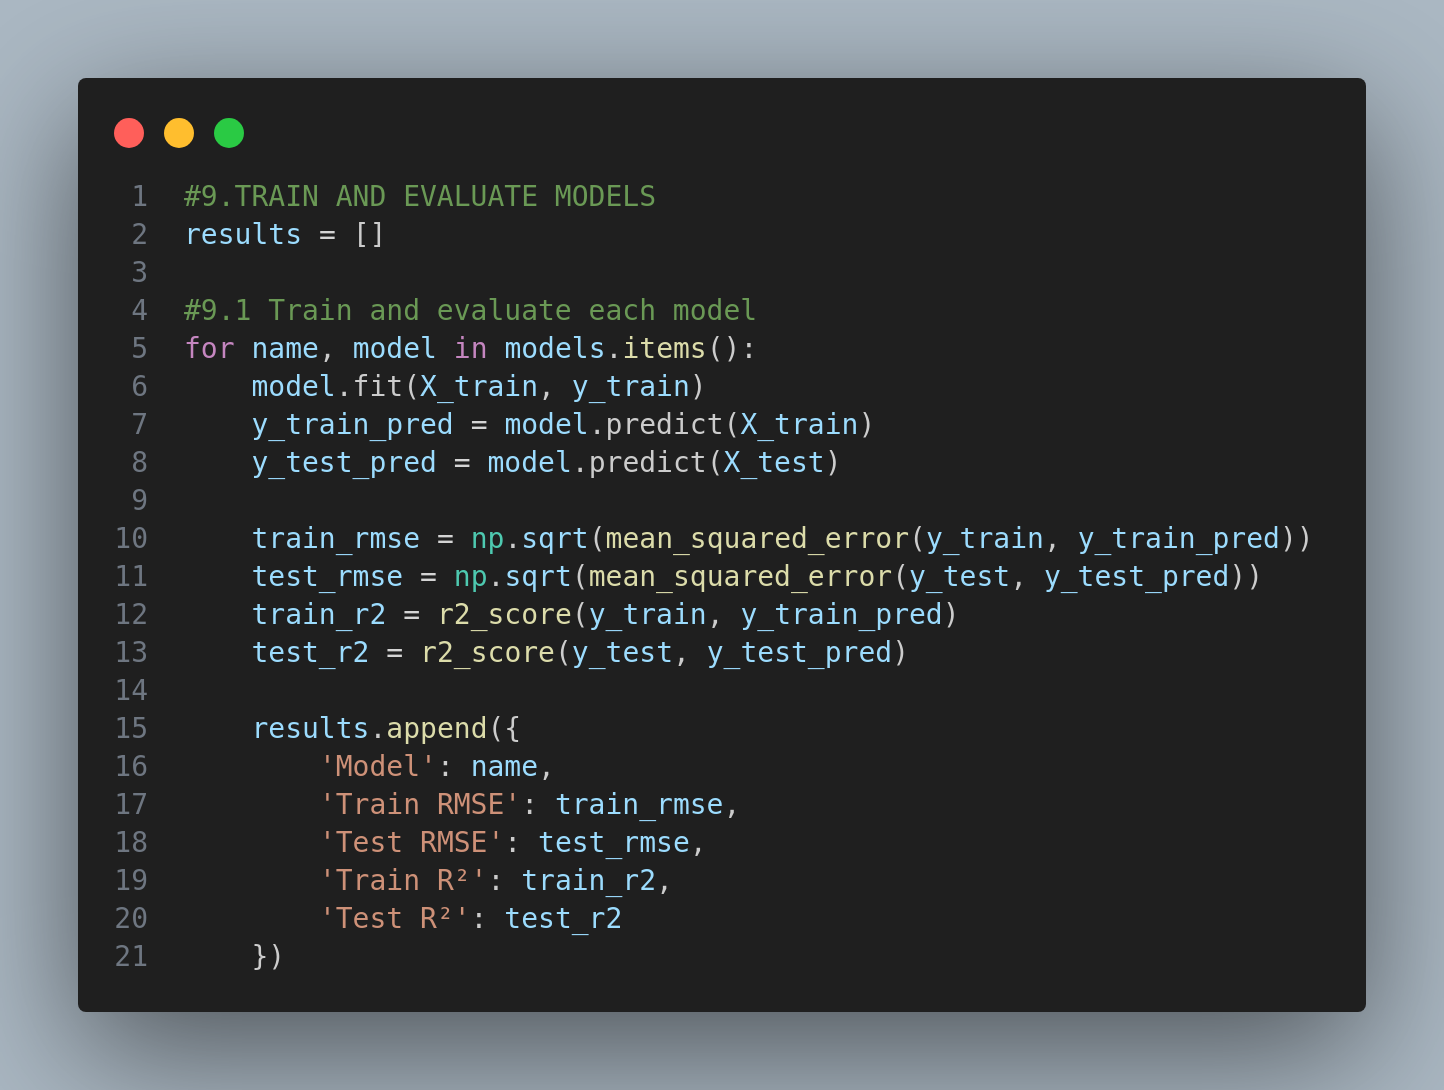 1 #9.TRAIN AND EVALUATE MODELS
2 results = []
3
4 #9.1 Train and evaluate each model
5 for name, model in models.items():
6     model.fit(X_train, y_train)
7     y_train_pred = model.predict(X_train)
8     y_test_pred = model.predict(X_test)
9
10     train_rmse = np.sqrt(mean_squared_error(y_train, y_train_pred))
11     test_rmse = np.sqrt(mean_squared_error(y_test, y_test_pred))
12     train_r2 = r2_score(y_train, y_train_pred)
13     test_r2 = r2_score(y_test, y_test_pred)
14
15     results.append({
16         'Model': name,
17         'Train RMSE': train_rmse,
18         'Test RMSE': test_rmse,
19         'Train R²': train_r2,
20         'Test R²': test_r2
21     })